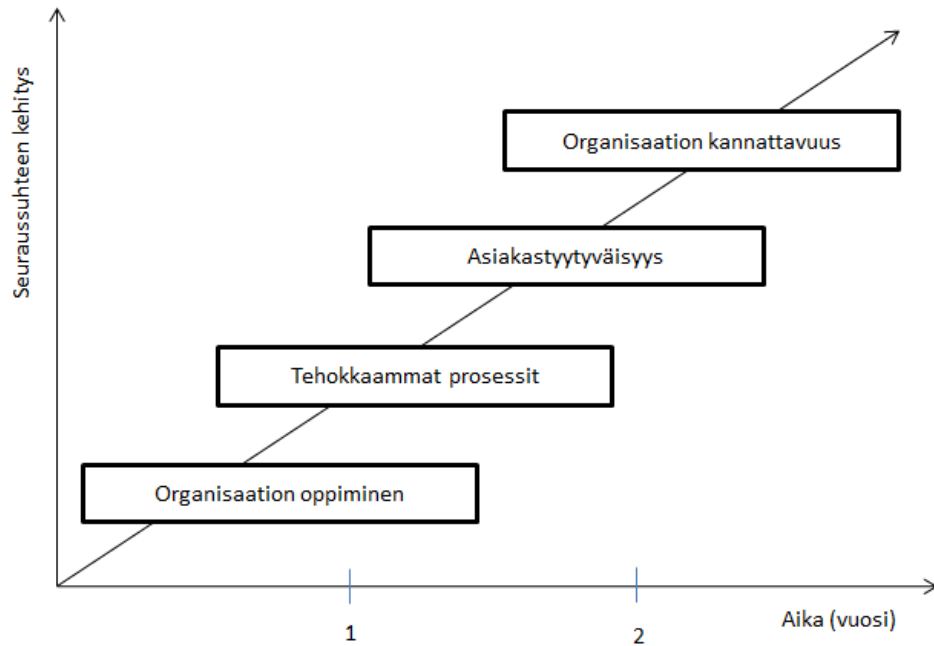 Seuraussuhteen kehitys
Organisaation kannattavuus
Asiakastyytyväisyys
Tehokkaammat prosessit
Organisaation oppiminen
1
2
Aika (vuosi)